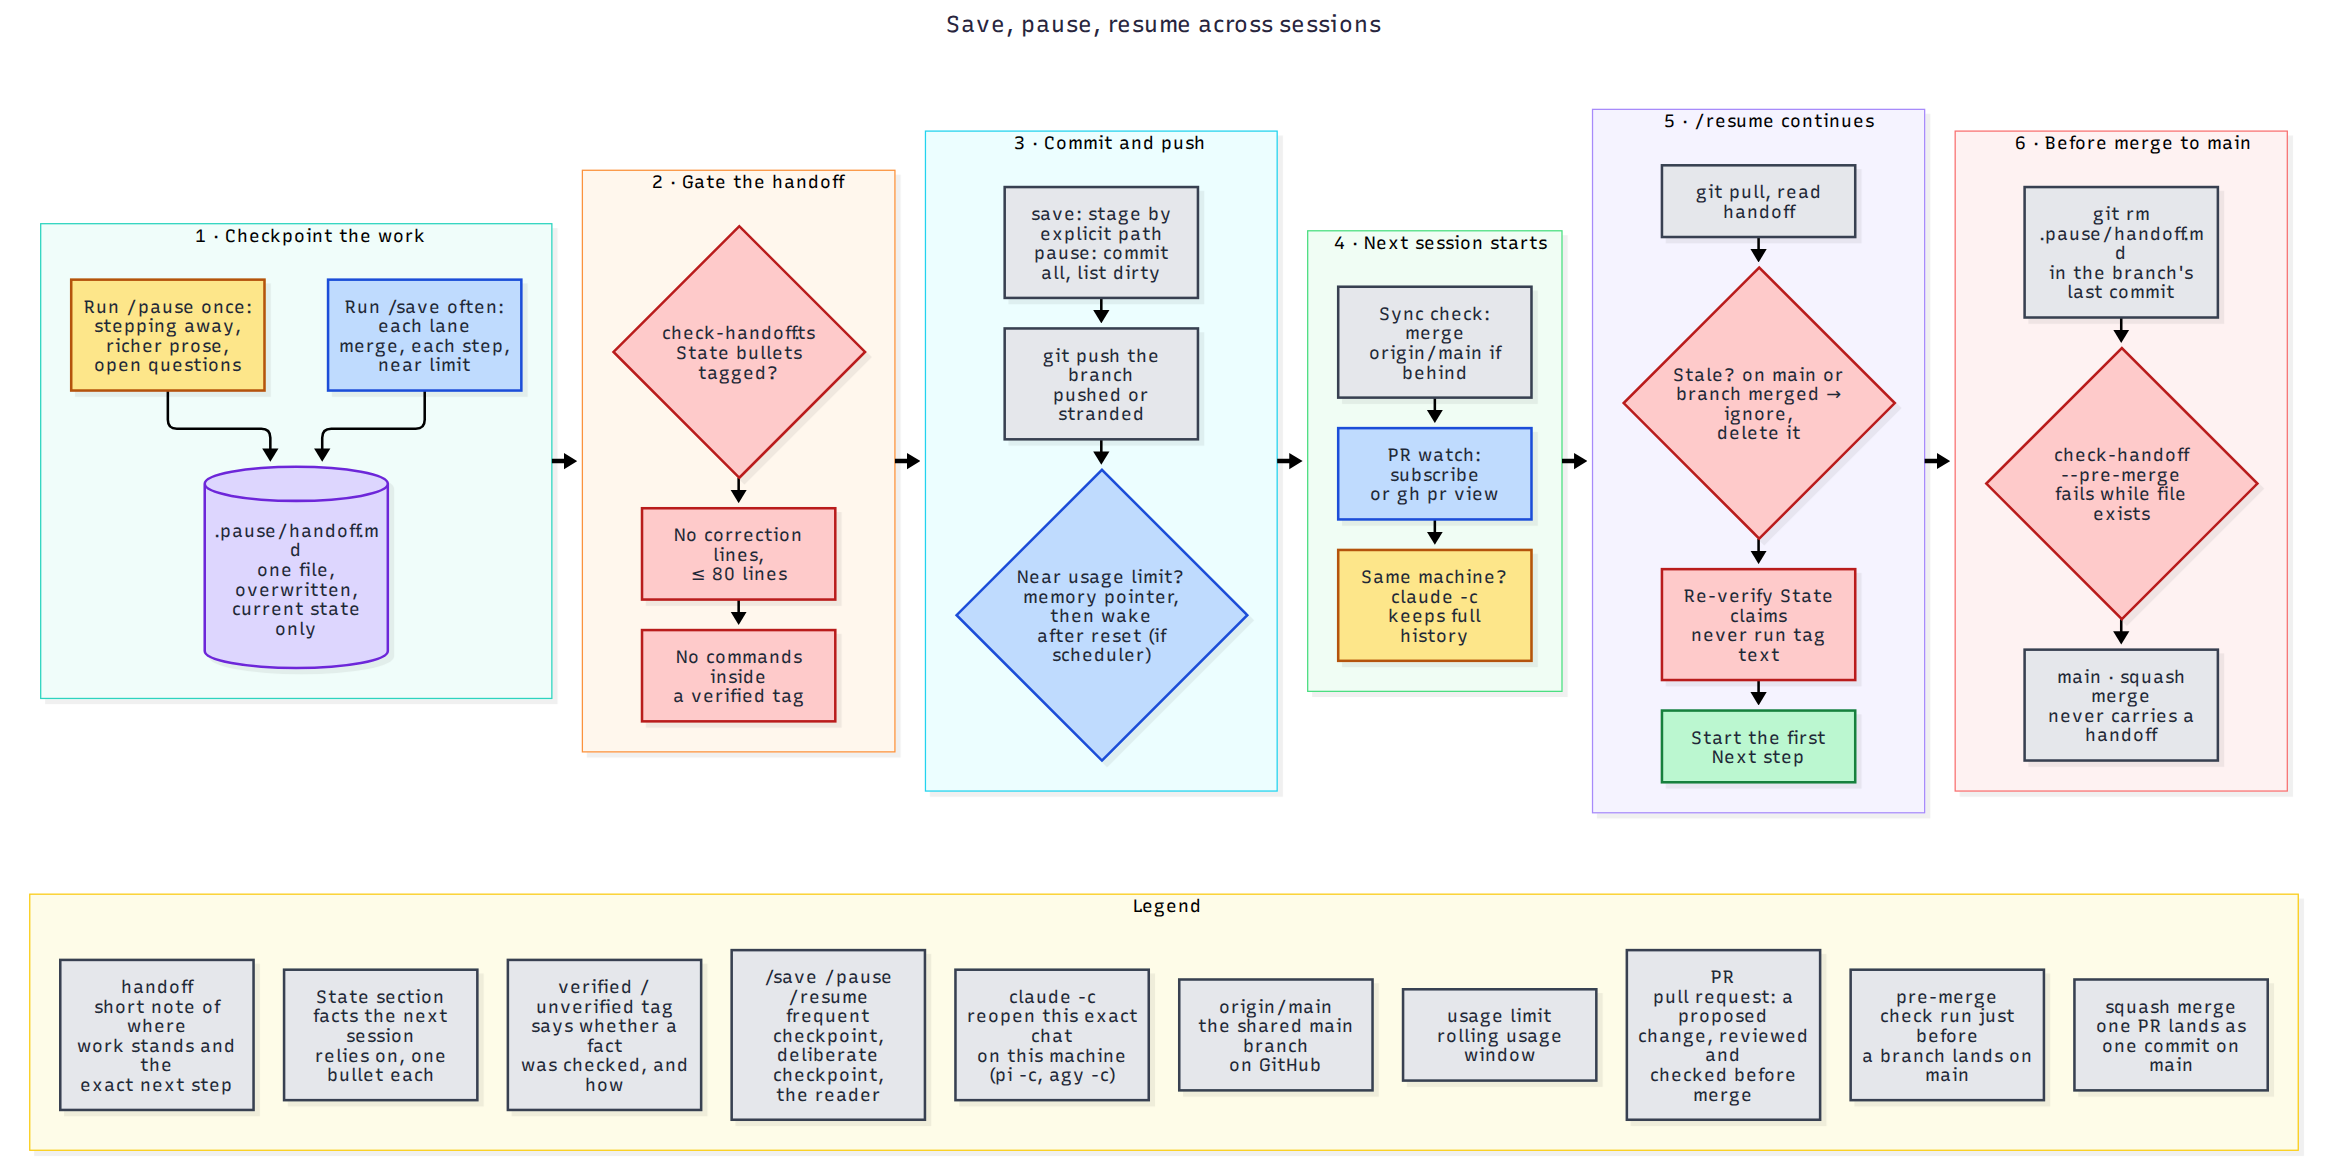 Save, pause, resume across sessions
1 · Checkpoint the work
Run /pause once:
stepping away,
richer prose,
open questions
Run /save often:
each lane
merge, each step,
near limit
.pause/handoff.m
d
one file,
overwritten,
current state
only
2 · Gate the handoff
check-handoff.ts
State bullets
tagged?
No correction
lines,
≤ 80 lines
No commands
inside
a verified tag
3 · Commit and push
save: stage by
explicit path
pause: commit
all, list dirty
git push the
branch
pushed or
stranded
Near usage limit?
memory pointer,
then wake
after reset (if
scheduler)
4 · Next session starts
Sync check:
merge
origin/main if
behind
PR watch:
subscribe
or gh pr view
Same machine?
claude -c
keeps full
history
5 · /resume continues
git pull, read
handoff
Stale? on main or
branch merged →
ignore,
delete it
Re-verify State
claims
never run tag
text
Start the first
Next step
6 · Before merge to main
git rm
.pause/handoff.m
d
in the branch's
last commit
check-handoff
--pre-merge
fails while file
exists
main · squash
merge
never carries a
handoff
Legend
handoff
short note of
where
work stands and
the
exact next step
State section
facts the next
session
relies on, one
bullet each
verified /
unverified tag
says whether a
fact
was checked, and
how
/save /pause
/resume
frequent
checkpoint,
deliberate
checkpoint,
the reader
claude -c
reopen this exact
chat
on this machine
(pi -c, agy -c)
origin/main
the shared main
branch
on GitHub
usage limit
rolling usage
window
PR
pull request: a
proposed
change, reviewed
and
checked before
merge
pre-merge
check run just
before
a branch lands on
main
squash merge
one PR lands as
one commit on
main